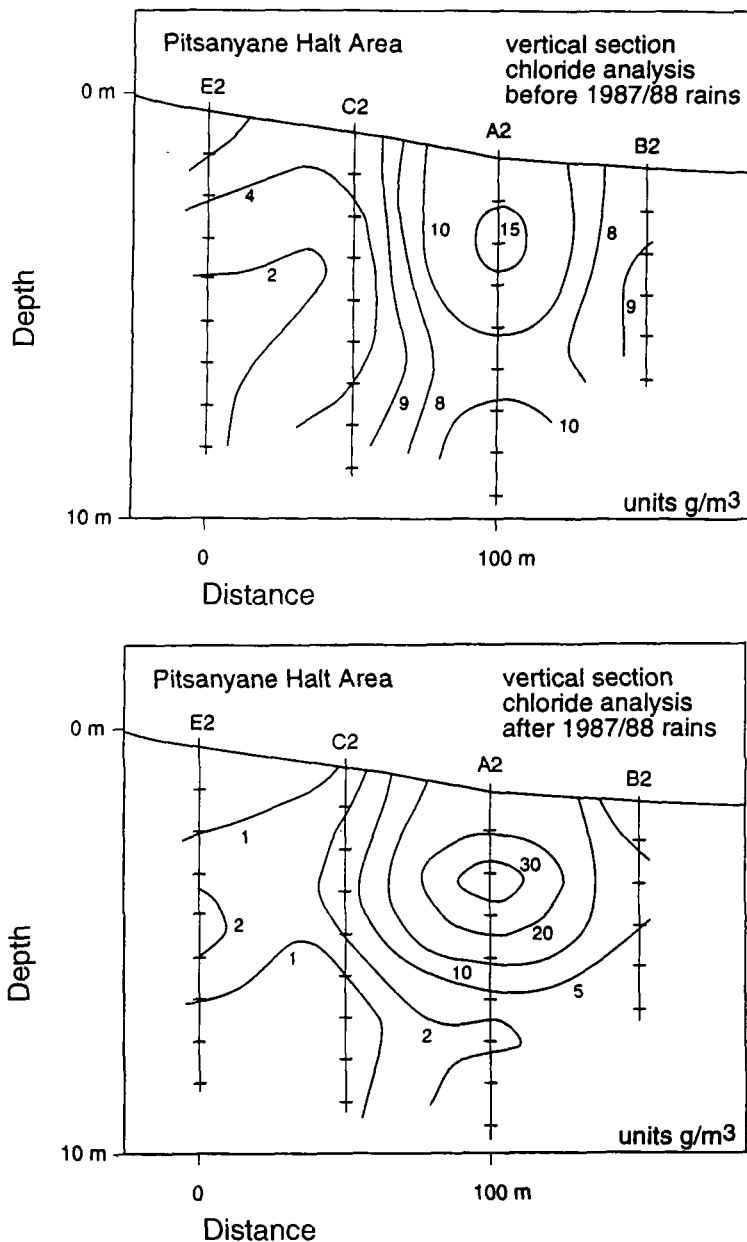 Pitsanyane Halt Area
vertical section
chloride analysis
before 1987/88 rains
0 m
E2
C2
A2
B2
4
10
15
8
2
9
9
8
10
units g/m³
10 m
0
100 m
Depth
Distance
Pitsanyane Halt Area
vertical section
chloride analysis
after 1987/88 rains
0 m
E2
C2
A2
B2
1
30
2
20
1
10
5
2
units g/m³
10 m
0
100 m
Depth
Distance